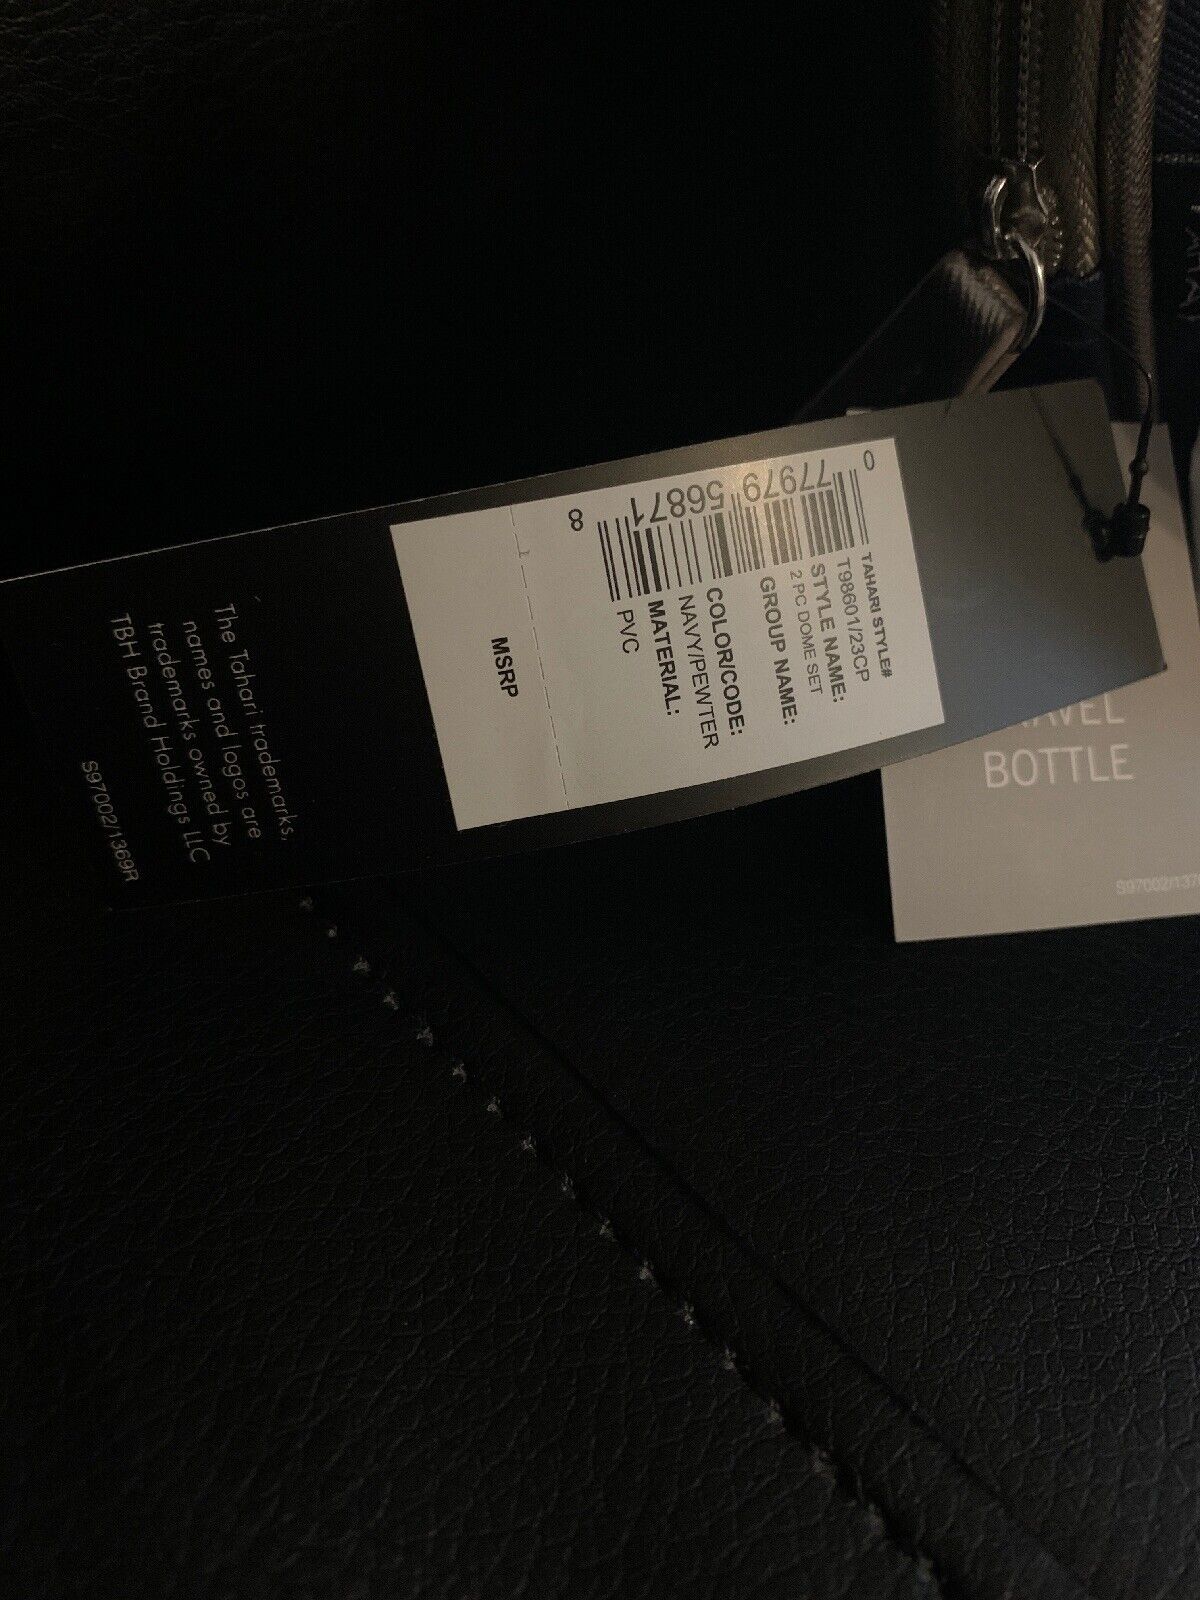 TAHARI STYLE#
T98601/23CP
STYLE NAME:
2 PC DOME SET
GROUP NAME:
COLOR/CODE:
NAVY/PEWTER
MATERIAL:
PVC
0 77979 56871 8
MSRP
The Tahari trademarks,
names and logos are
trademarks owned by
TBH Brand Holdings LLC
S97002/1369R
BOTTLE